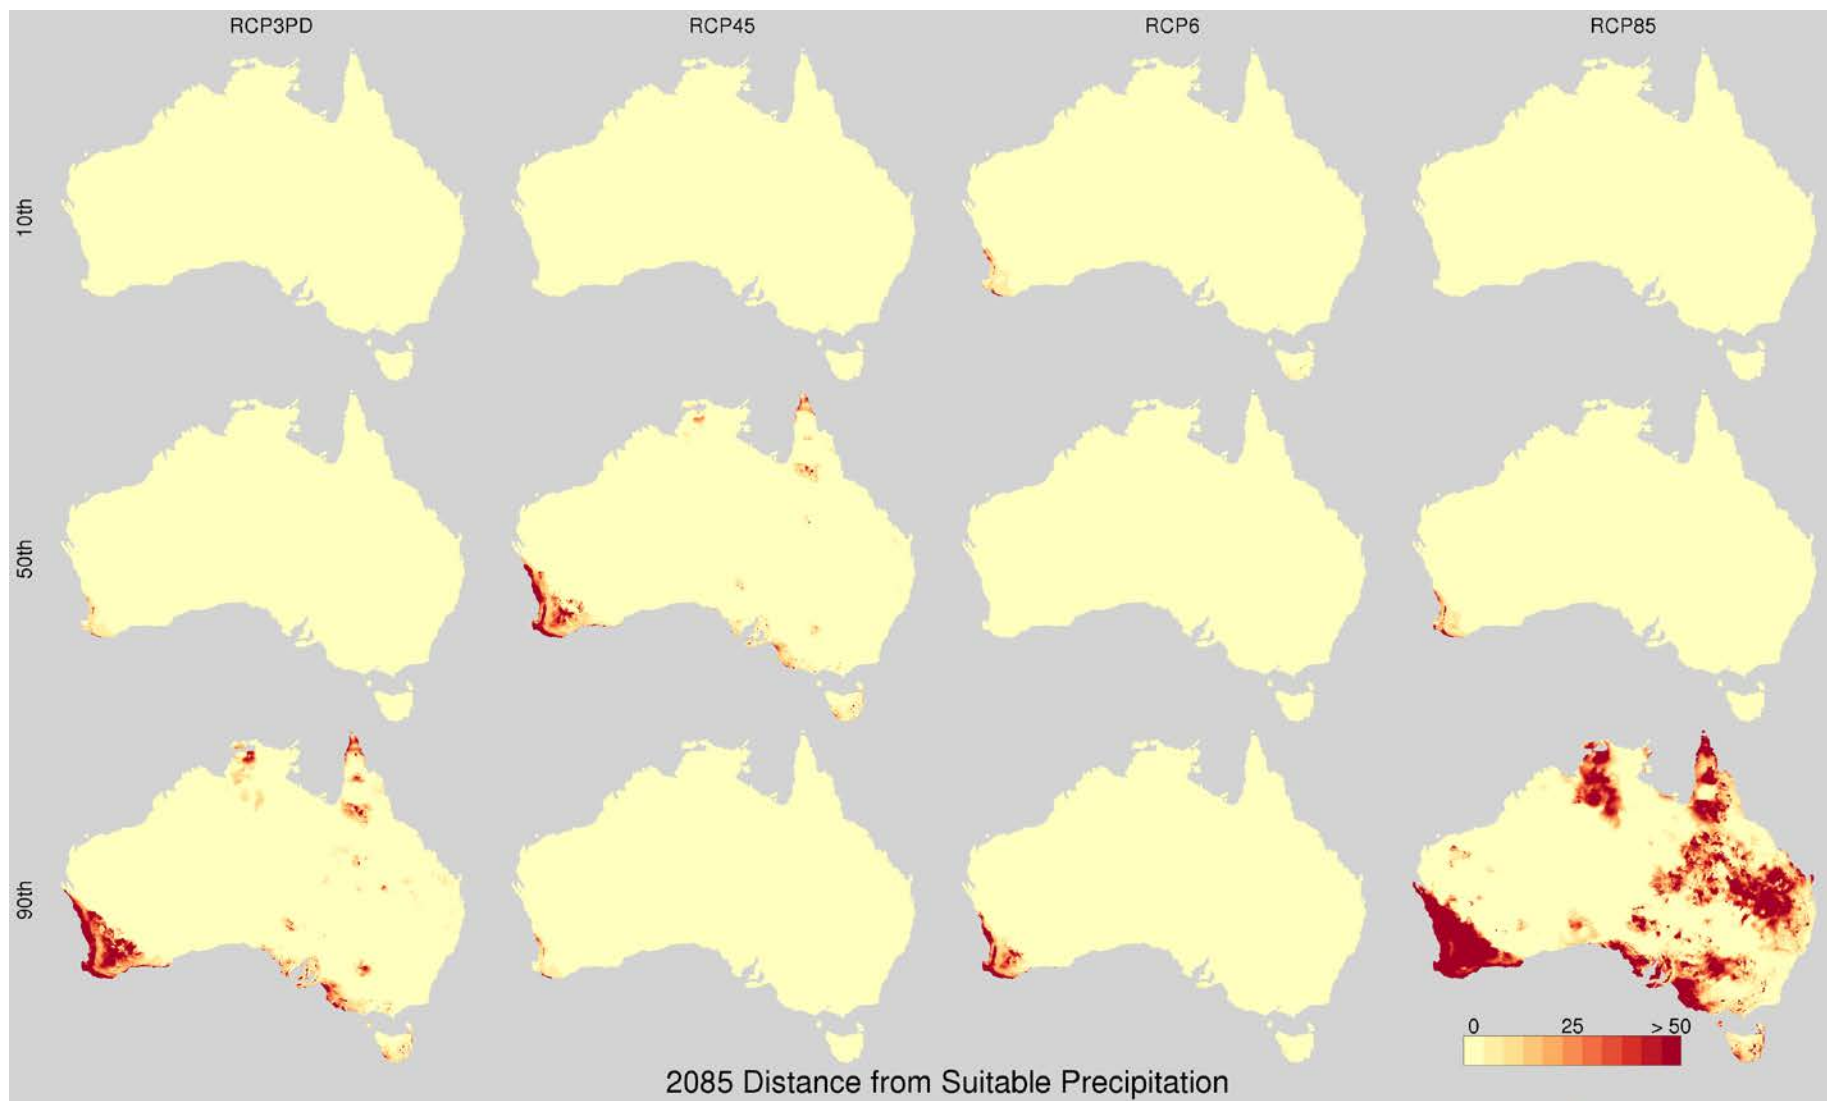 RCP3PD RCP45 RCP6 RCP85
10th
50th
90th
0 25 > 50
2085 Distance from Suitable Precipitation